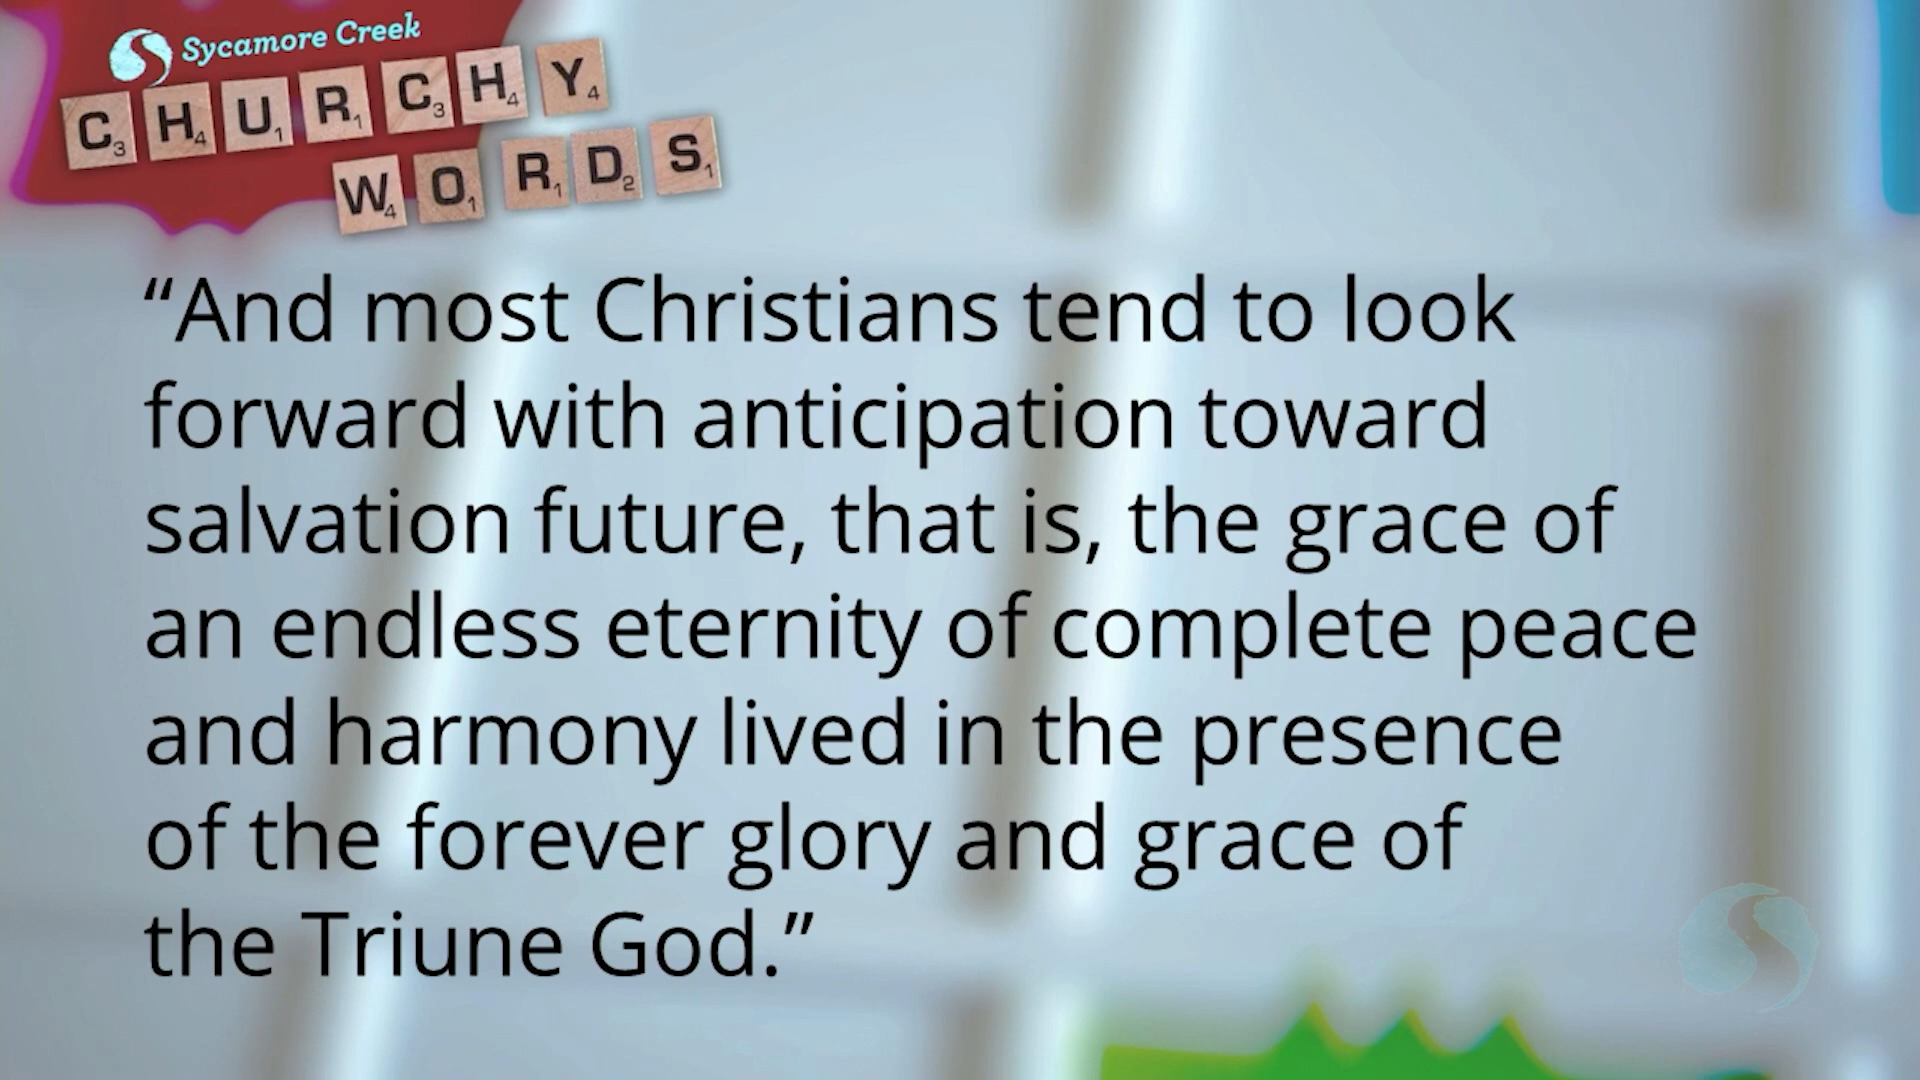 Sycamore Creek
CHURCHY
WORDS
“And most Christians tend to look
forward with anticipation toward
salvation future, that is, the grace of
an endless eternity of complete peace
and harmony lived in the presence
of the forever glory and grace of
the Triune God.”